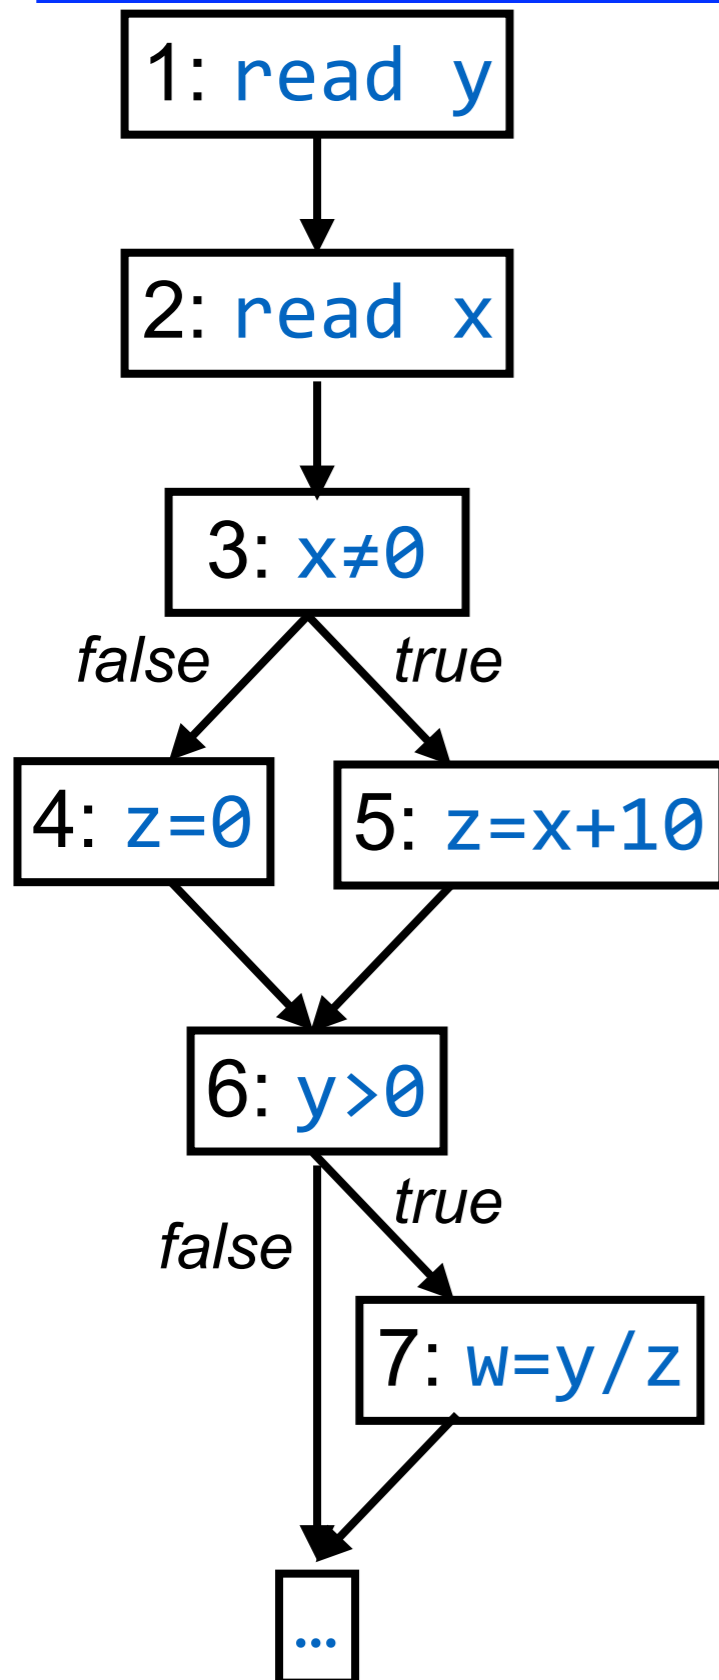 1: read y
2: read x
3: x≠0
false
true
4: z=0
5: z=x+10
6: y>0
true
false
7: w=y/z
…